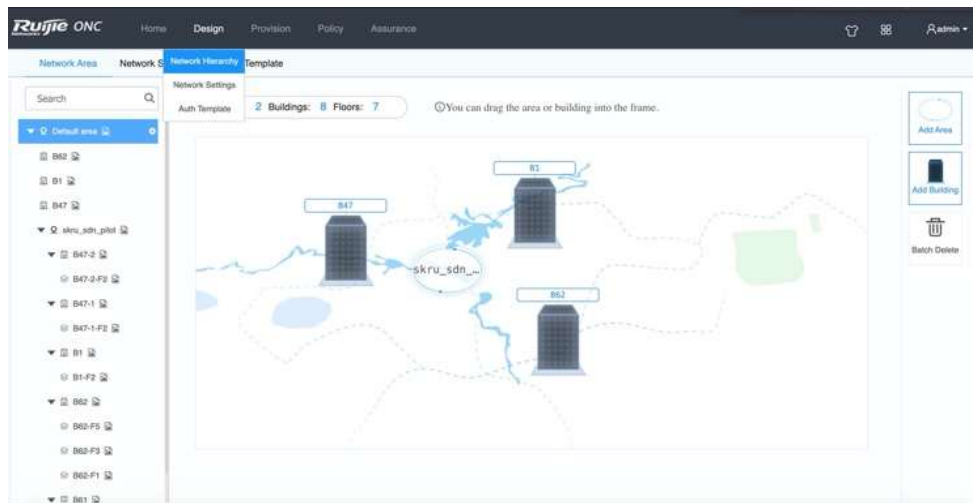 Ruijie ONC Home Design Provision Policy Assurance admin
Networks
Network Area Network S Network Hierarchy Template
Network Settings
Auth Template
Search
2 Buildings: 8 Floors: 7
You can drag the area or building into the frame.
Default area
B62
B1
B47
skru_sdn_pilot
B47-2
B47-2-F2
B47-1
B47-1-F2
B1
B1-F2
B62
B62-F5
B62-F3
B62-F1
B61
B1
B47
skru_sdn_…
B62
Add Area
Add Building
Batch Delete